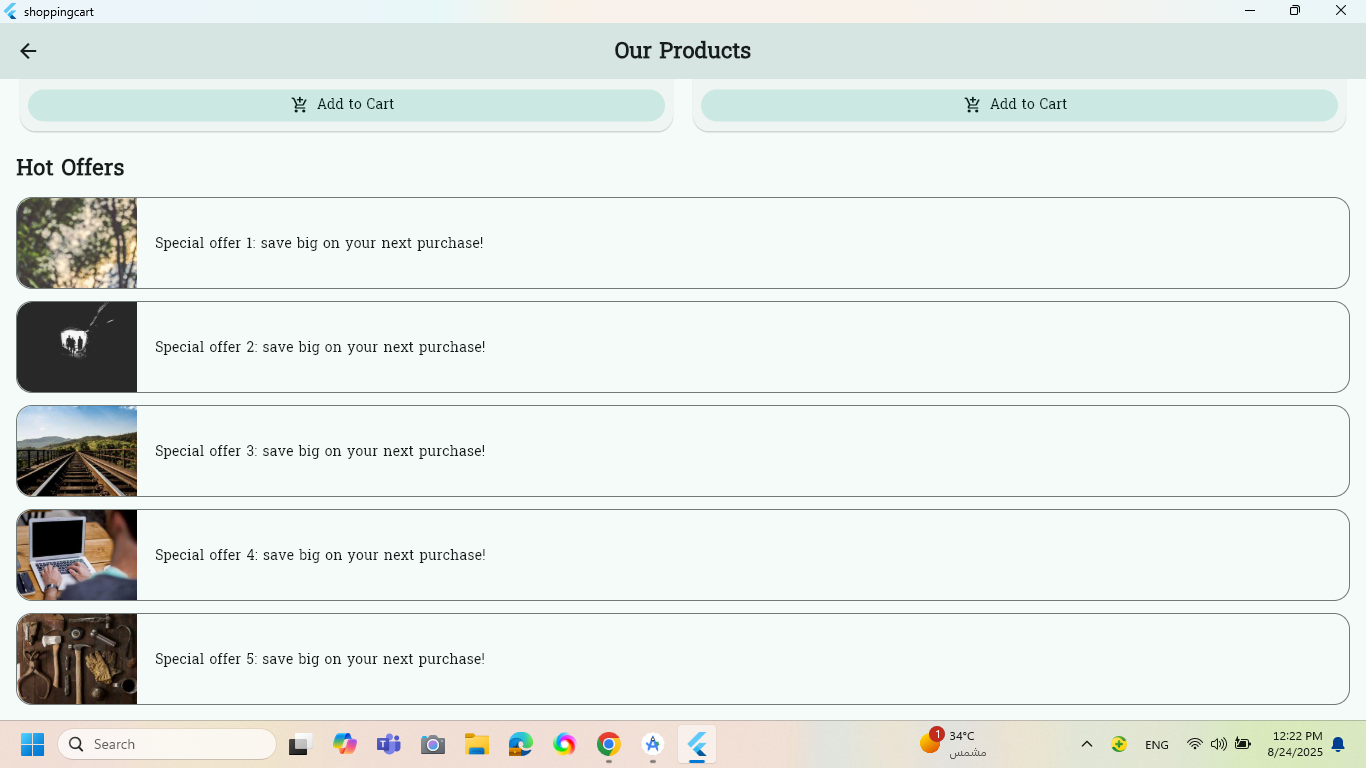 shoppingcart
Our Products
Add to Cart
Add to Cart
Hot Offers
Special offer 1: save big on your next purchase!
Special offer 2: save big on your next purchase!
Special offer 3: save big on your next purchase!
Special offer 4: save big on your next purchase!
Special offer 5: save big on your next purchase!
Search
1
34°C
مشمس
ENG
12:22 PM
8/24/2025